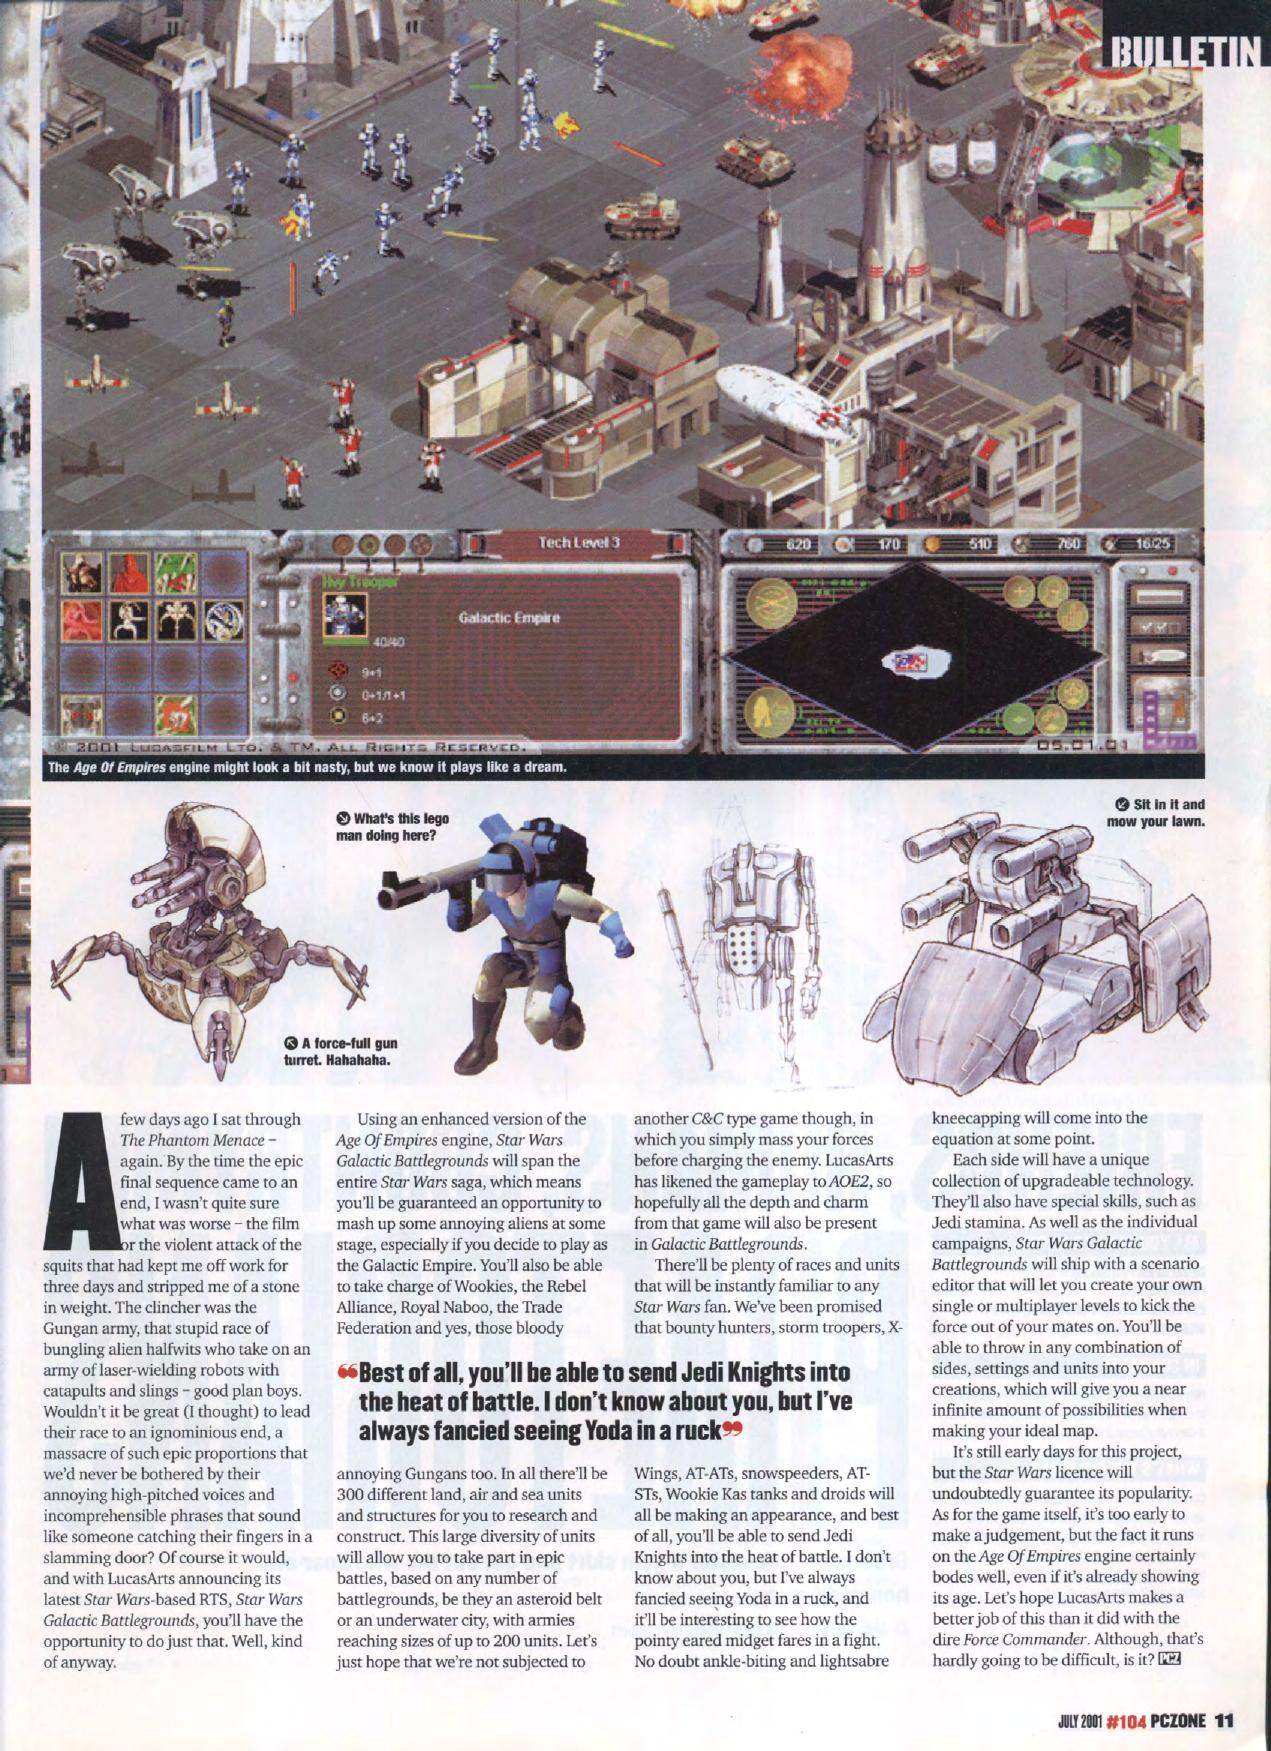 BULLETIN
Tech Level 3
620
170
510
760
16/25
Hvy Trooper
Galactic Empire
40/40
9+1
0+1/1+1
6+2
© 2001 LUCASFILM LTD. & TM. ALL RIGHTS RESERVED.
05.01.01
The Age Of Empires engine might look a bit nasty, but we know it plays like a dream.
What's this lego
man doing here?
Sit in it and
mow your lawn.
A force-full gun
turret. Hahahaha.
A few days ago I sat through
The Phantom Menace –
again. By the time the epic
final sequence came to an
end, I wasn't quite sure
what was worse – the film
or the violent attack of the
squits that had kept me off work for
three days and stripped me of a stone
in weight. The clincher was the
Gungan army, that stupid race of
bungling alien halfwits who take on an
army of laser-wielding robots with
catapults and slings – good plan boys.
Wouldn't it be great (I thought) to lead
their race to an ignominious end, a
massacre of such epic proportions that
we'd never be bothered by their
annoying high-pitched voices and
incomprehensible phrases that sound
like someone catching their fingers in a
slamming door? Of course it would,
and with LucasArts announcing its
latest Star Wars-based RTS, Star Wars
Galactic Battlegrounds, you'll have the
opportunity to do just that. Well, kind
of anyway.
Using an enhanced version of the
Age Of Empires engine, Star Wars
Galactic Battlegrounds will span the
entire Star Wars saga, which means
you'll be guaranteed an opportunity to
mash up some annoying aliens at some
stage, especially if you decide to play as
the Galactic Empire. You'll also be able
to take charge of Wookies, the Rebel
Alliance, Royal Naboo, the Trade
Federation and yes, those bloody
annoying Gungans too. In all there'll be
300 different land, air and sea units
and structures for you to research and
construct. This large diversity of units
will allow you to take part in epic
battles, based on any number of
battlegrounds, be they an asteroid belt
or an underwater city, with armies
reaching sizes of up to 200 units. Let's
just hope that we're not subjected to
another C&C type game though, in
which you simply mass your forces
before charging the enemy. LucasArts
has likened the gameplay to AOE2, so
hopefully all the depth and charm
from that game will also be present
in Galactic Battlegrounds.
There'll be plenty of races and units
that will be instantly familiar to any
Star Wars fan. We've been promised
that bounty hunters, storm troopers, X-
Wings, AT-ATs, snowspeeders, AT-
STs, Wookie Kas tanks and droids will
all be making an appearance, and best
of all, you'll be able to send Jedi
Knights into the heat of battle. I don't
know about you, but I've always
fancied seeing Yoda in a ruck, and
it'll be interesting to see how the
pointy eared midget fares in a fight.
No doubt ankle-biting and lightsabre
kneecapping will come into the
equation at some point.
Each side will have a unique
collection of upgradeable technology.
They'll also have special skills, such as
Jedi stamina. As well as the individual
campaigns, Star Wars Galactic
Battlegrounds will ship with a scenario
editor that will let you create your own
single or multiplayer levels to kick the
force out of your mates on. You'll be
able to throw in any combination of
sides, settings and units into your
creations, which will give you a near
infinite amount of possibilities when
making your ideal map.
It's still early days for this project,
but the Star Wars licence will
undoubtedly guarantee its popularity.
As for the game itself, it's too early to
make a judgement, but the fact it runs
on the Age Of Empires engine certainly
bodes well, even if it's already showing
its age. Let's hope LucasArts makes a
better job of this than it did with the
dire Force Commander. Although, that's
hardly going to be difficult, is it? PCZ
“Best of all, you'll be able to send Jedi Knights into
the heat of battle. I don't know about you, but I've
always fancied seeing Yoda in a ruck”
JULY 2001 #104 PCZONE 11